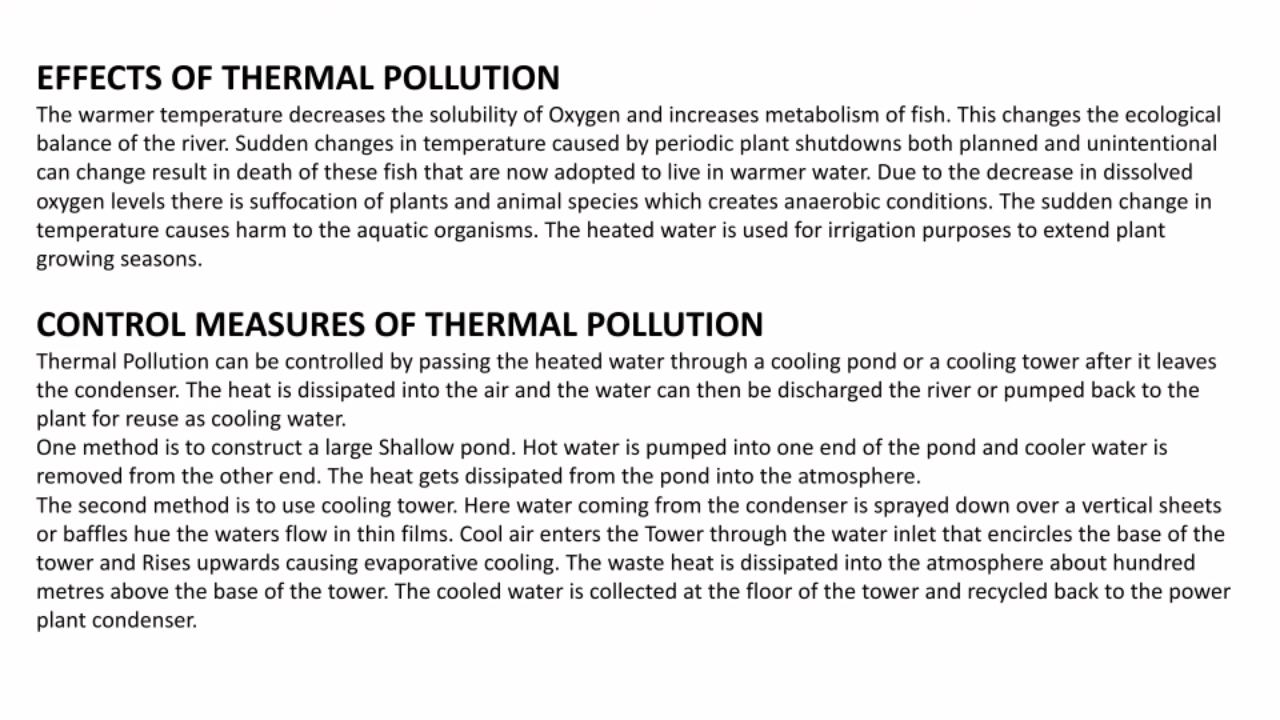 EFFECTS OF THERMAL POLLUTION
The warmer temperature decreases the solubility of Oxygen and increases metabolism of fish. This changes the ecological
balance of the river. Sudden changes in temperature caused by periodic plant shutdowns both planned and unintentional
can change result in death of these fish that are now adopted to live in warmer water. Due to the decrease in dissolved
oxygen levels there is suffocation of plants and animal species which creates anaerobic conditions. The sudden change in
temperature causes harm to the aquatic organisms. The heated water is used for irrigation purposes to extend plant
growing seasons.
CONTROL MEASURES OF THERMAL POLLUTION
Thermal Pollution can be controlled by passing the heated water through a cooling pond or a cooling tower after it leaves
the condenser. The heat is dissipated into the air and the water can then be discharged the river or pumped back to the
plant for reuse as cooling water.
One method is to construct a large Shallow pond. Hot water is pumped into one end of the pond and cooler water is
removed from the other end. The heat gets dissipated from the pond into the atmosphere.
The second method is to use cooling tower. Here water coming from the condenser is sprayed down over a vertical sheets
or baffles hue the waters flow in thin films. Cool air enters the Tower through the water inlet that encircles the base of the
tower and Rises upwards causing evaporative cooling. The waste heat is dissipated into the atmosphere about hundred
metres above the base of the tower. The cooled water is collected at the floor of the tower and recycled back to the power
plant condenser.